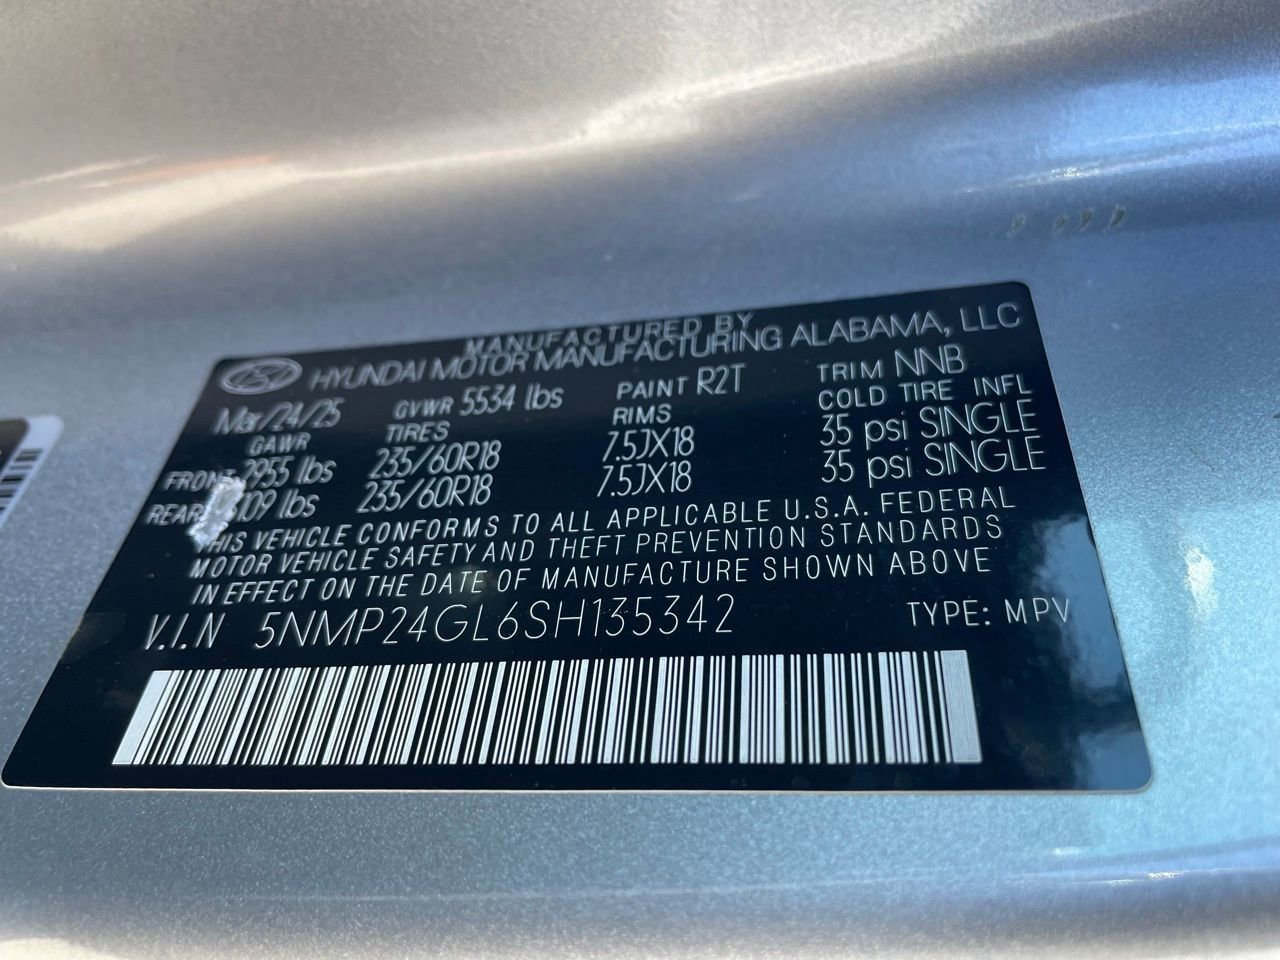 MANUFACTURED BY
HYUNDAI MOTOR MANUFACTURING ALABAMA, LLC
Mar/24/25 GVWR 5534 lbs PAINT R2T TRIM NNB
GAWR TIRES RIMS COLD TIRE INFL
FRONT 2955 lbs 235/60R18 7.5JX18 35 psi SINGLE
REAR 109 lbs 235/60R18 7.5JX18 35 psi SINGLE
THIS VEHICLE CONFORMS TO ALL APPLICABLE U.S.A. FEDERAL
MOTOR VEHICLE SAFETY AND THEFT PREVENTION STANDARDS
IN EFFECT ON THE DATE OF MANUFACTURE SHOWN ABOVE
V.I.N 5NMP24GL6SH135342 TYPE: MPV